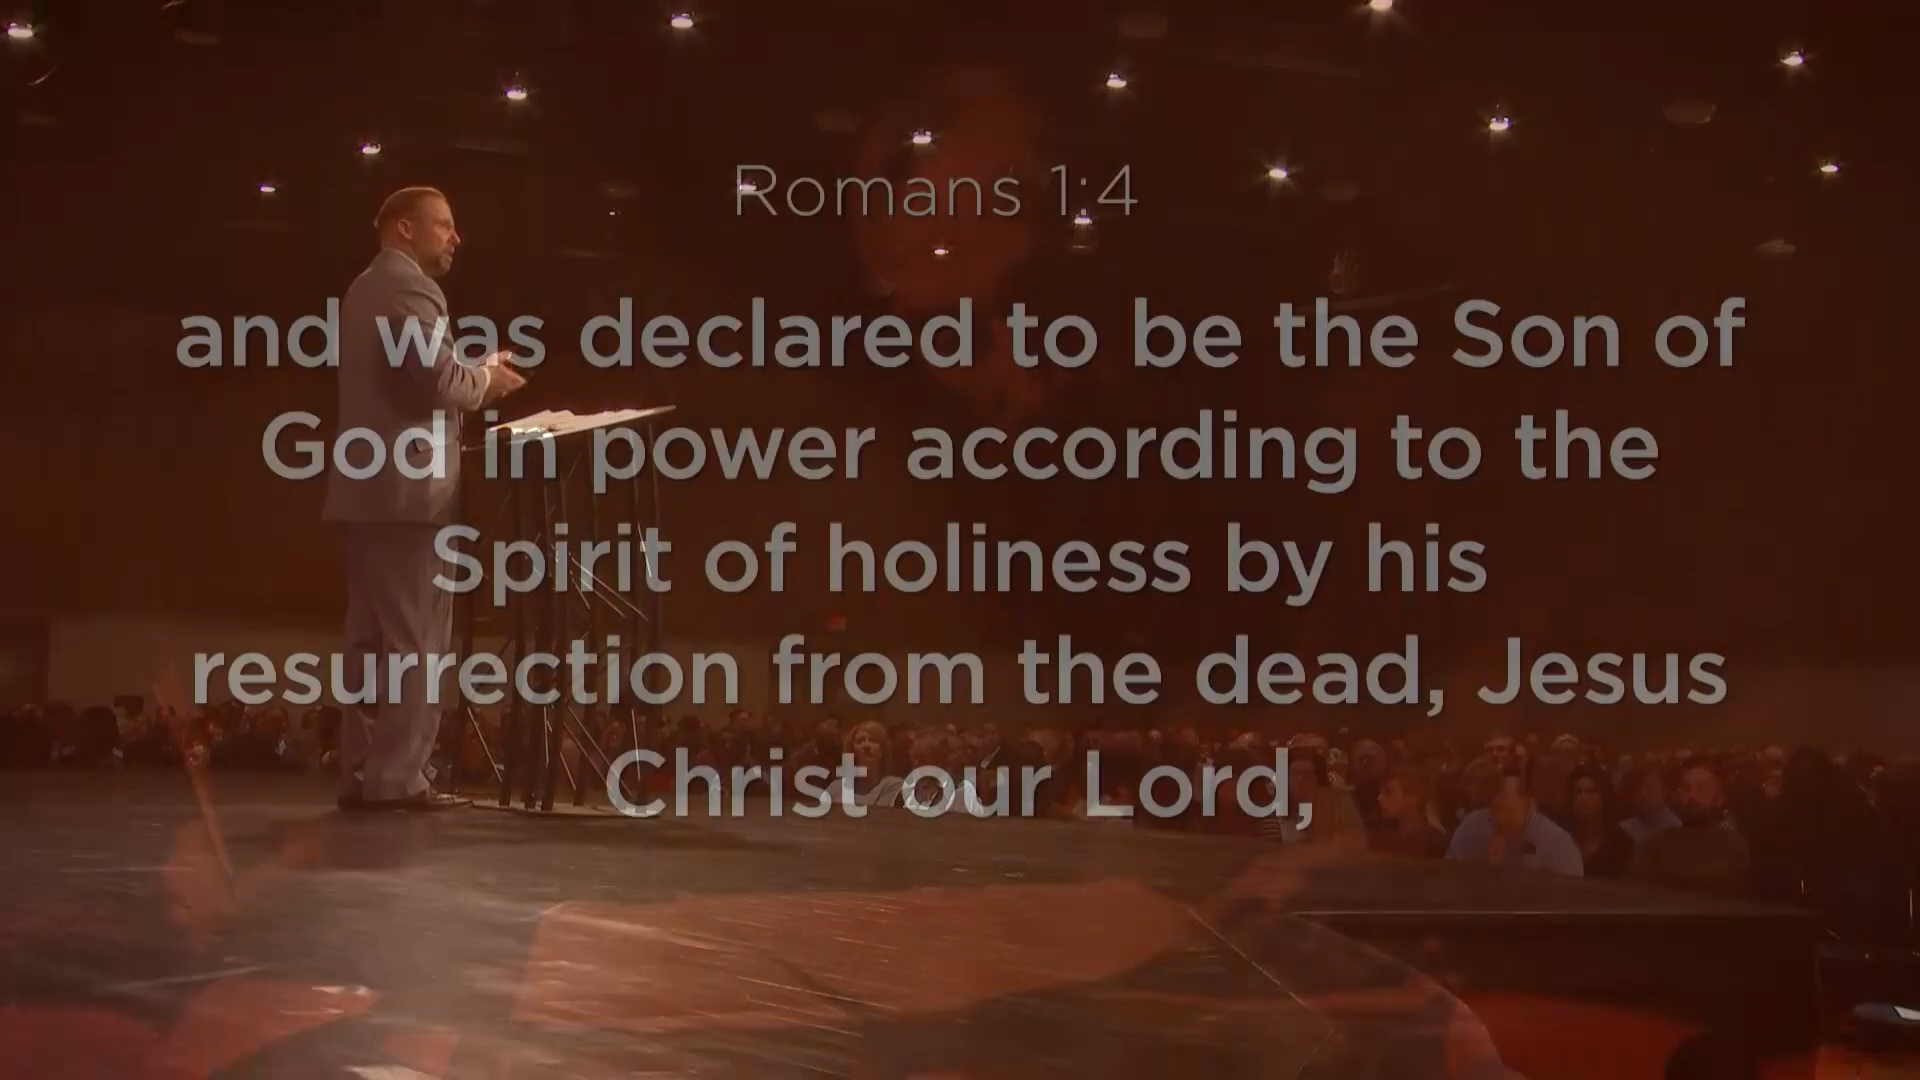 Romans 1:4
and was declared to be the Son of
God in power according to the
Spirit of holiness by his
resurrection from the dead, Jesus
Christ our Lord,